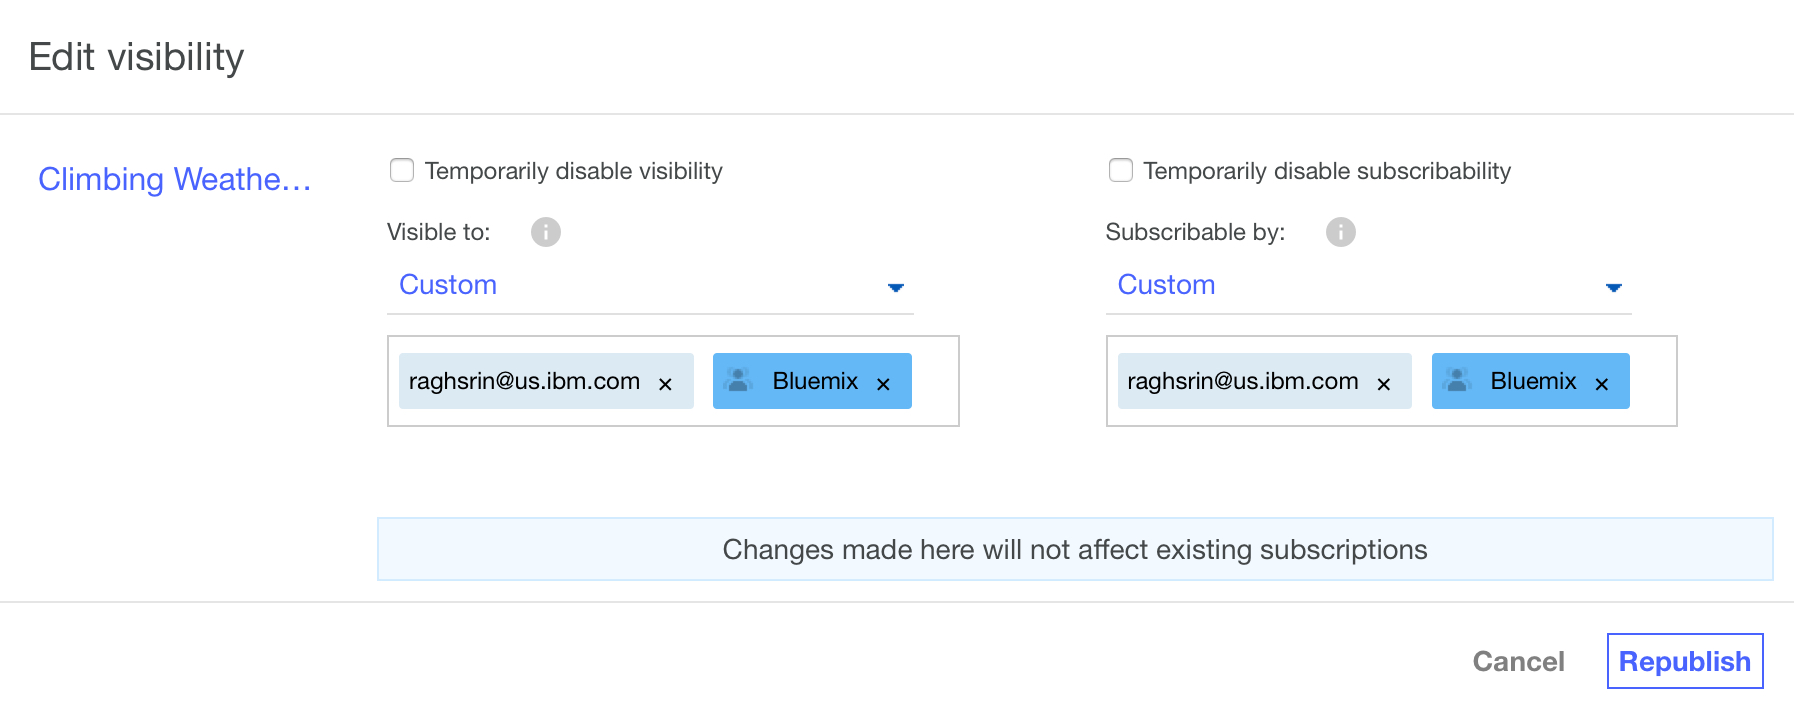 Edit visibility
Climbing Weathe...
Temporarily disable visibility
Visible to:
Custom
raghsrin@us.ibm.com × Bluemix ×
Temporarily disable subscribability
Subscribable by:
Custom
raghsrin@us.ibm.com × Bluemix ×
Changes made here will not affect existing subscriptions
Cancel Republish